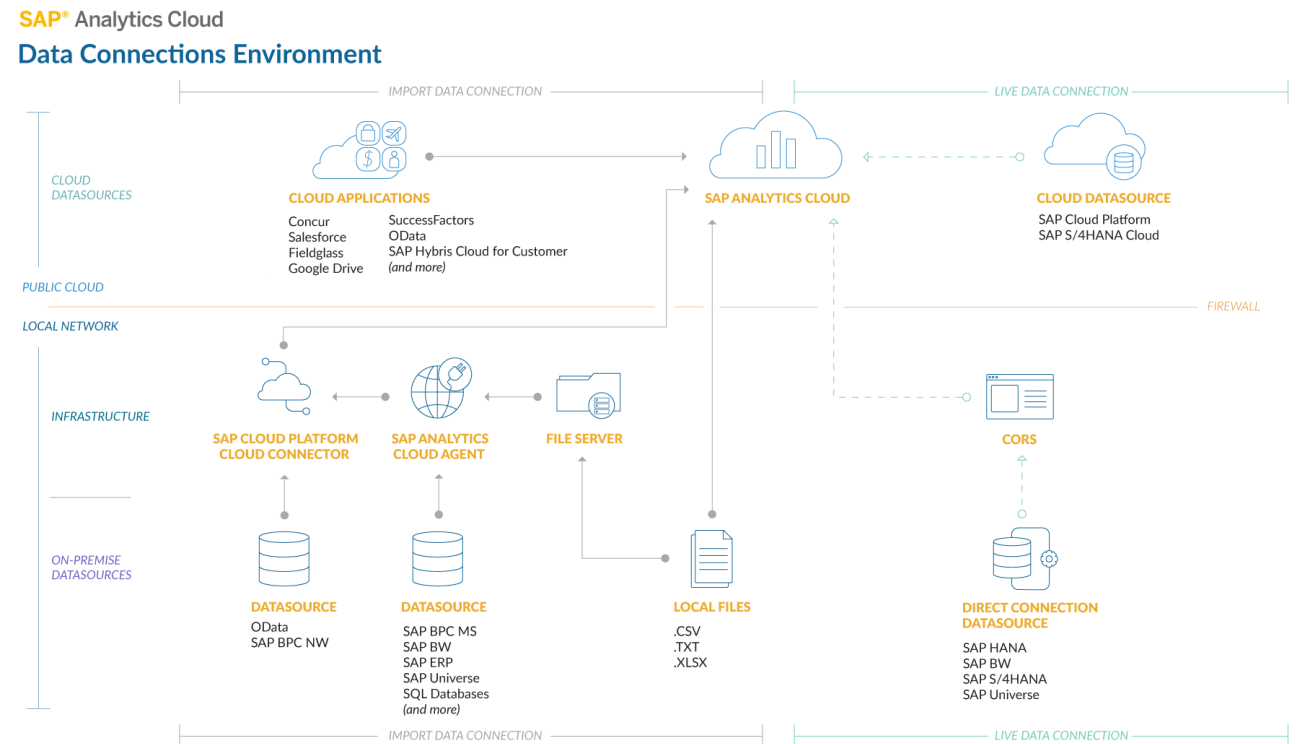 SAP® Analytics Cloud
Data Connections Environment
IMPORT DATA CONNECTION
LIVE DATA CONNECTION
CLOUD
DATASOURCES
CLOUD APPLICATIONS
Concur
Salesforce
Fieldglass
Google Drive
SuccessFactors
OData
SAP Hybris Cloud for Customer
(and more)
SAP ANALYTICS CLOUD
CLOUD DATASOURCE
SAP Cloud Platform
SAP S/4HANA Cloud
PUBLIC CLOUD
FIREWALL
LOCAL NETWORK
INFRASTRUCTURE
SAP CLOUD PLATFORM
CLOUD CONNECTOR
SAP ANALYTICS
CLOUD AGENT
FILE SERVER
CORS
ON-PREMISE
DATASOURCES
DATASOURCE
OData
SAP BPC NW
DATASOURCE
SAP BPC MS
SAP BW
SAP ERP
SAP Universe
SQL Databases
(and more)
LOCAL FILES
.CSV
.TXT
.XLSX
DIRECT CONNECTION
DATASOURCE
SAP HANA
SAP BW
SAP S/4HANA
SAP Universe
IMPORT DATA CONNECTION
LIVE DATA CONNECTION